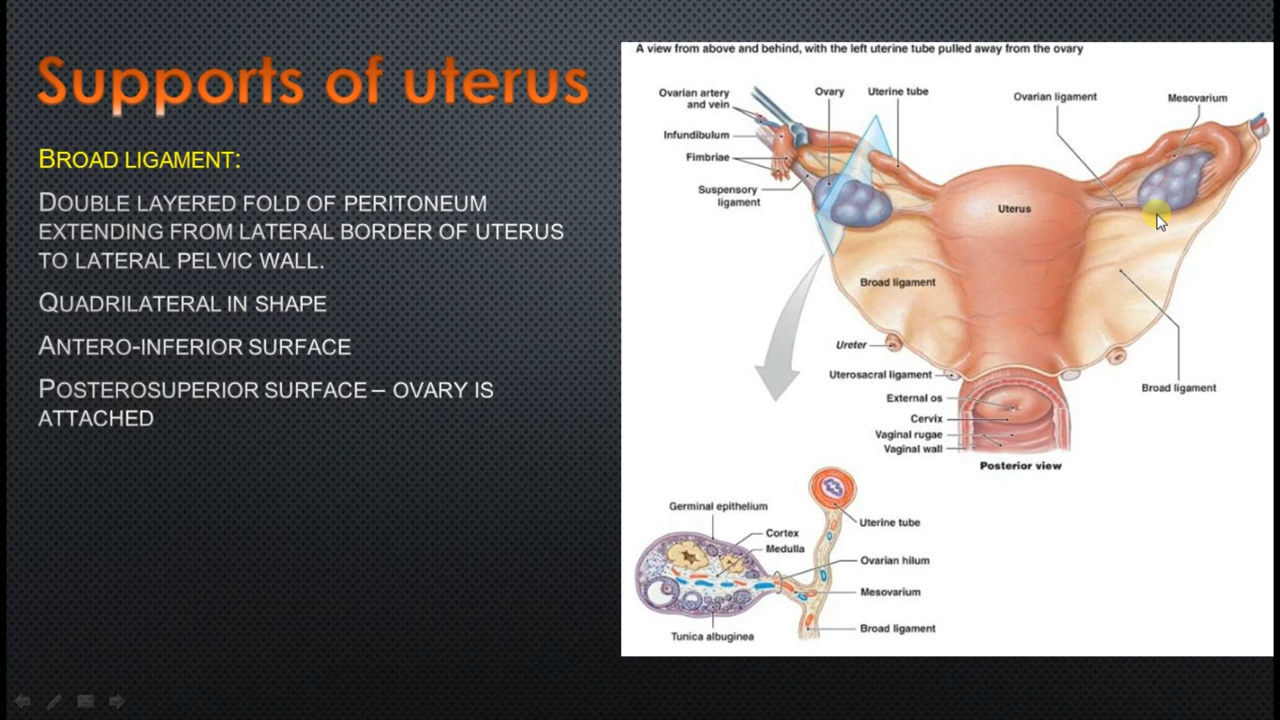 Supports of uterus
BROAD LIGAMENT:
DOUBLE LAYERED FOLD OF PERITONEUM
EXTENDING FROM LATERAL BORDER OF UTERUS
TO LATERAL PELVIC WALL.
QUADRILATERAL IN SHAPE
ANTERO-INFERIOR SURFACE
POSTEROSUPERIOR SURFACE – OVARY IS
ATTACHED
A view from above and behind, with the left uterine tube pulled away from the ovary
Ovarian artery
and vein
Ovary
Uterine tube
Ovarian ligament
Mesovarium
Infundibulum
Fimbriae
Suspensory
ligament
Uterus
Broad ligament
Ureter
Uterosacral ligament
Broad ligament
External os
Cervix
Vaginal rugae
Vaginal wall
Posterior view
Germinal epithelium
Uterine tube
Cortex
Medulla
Ovarian hilum
Mesovarium
Broad ligament
Tunica albuginea